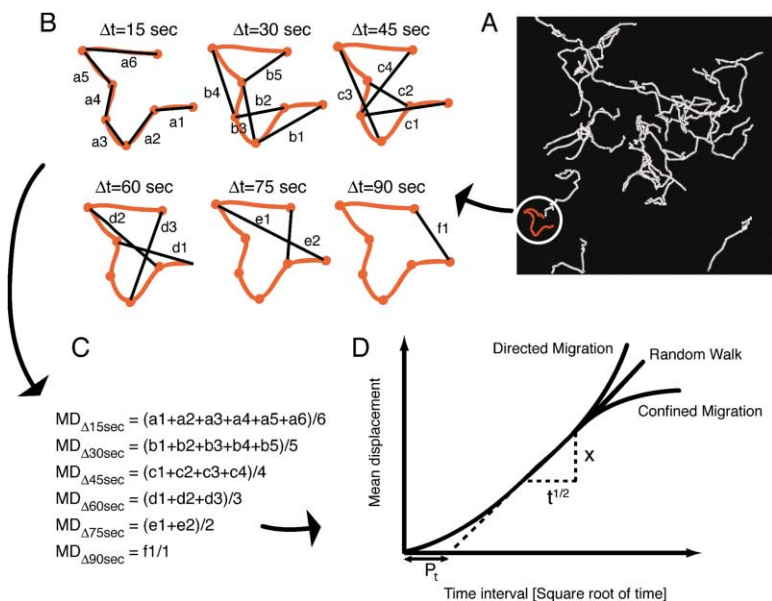 B
A
Δt=15 sec
Δt=30 sec
Δt=45 sec
a6
a5
a4
a3
a2
a1
b5
b4
b2
b3
b1
c4
c3
c2
c1
Δt=60 sec
Δt=75 sec
Δt=90 sec
d2
d3
d1
e1
e2
f1
C
MDΔ15sec = (a1+a2+a3+a4+a5+a6)/6
MDΔ30sec = (b1+b2+b3+b4+b5)/5
MDΔ45sec = (c1+c2+c3+c4)/4
MDΔ60sec = (d1+d2+d3)/3
MDΔ75sec = (e1+e2)/2
MDΔ90sec = f1/1
D
Directed Migration
Random Walk
Confined Migration
Mean displacement
x
t1/2
Pt
Time interval [Square root of time]